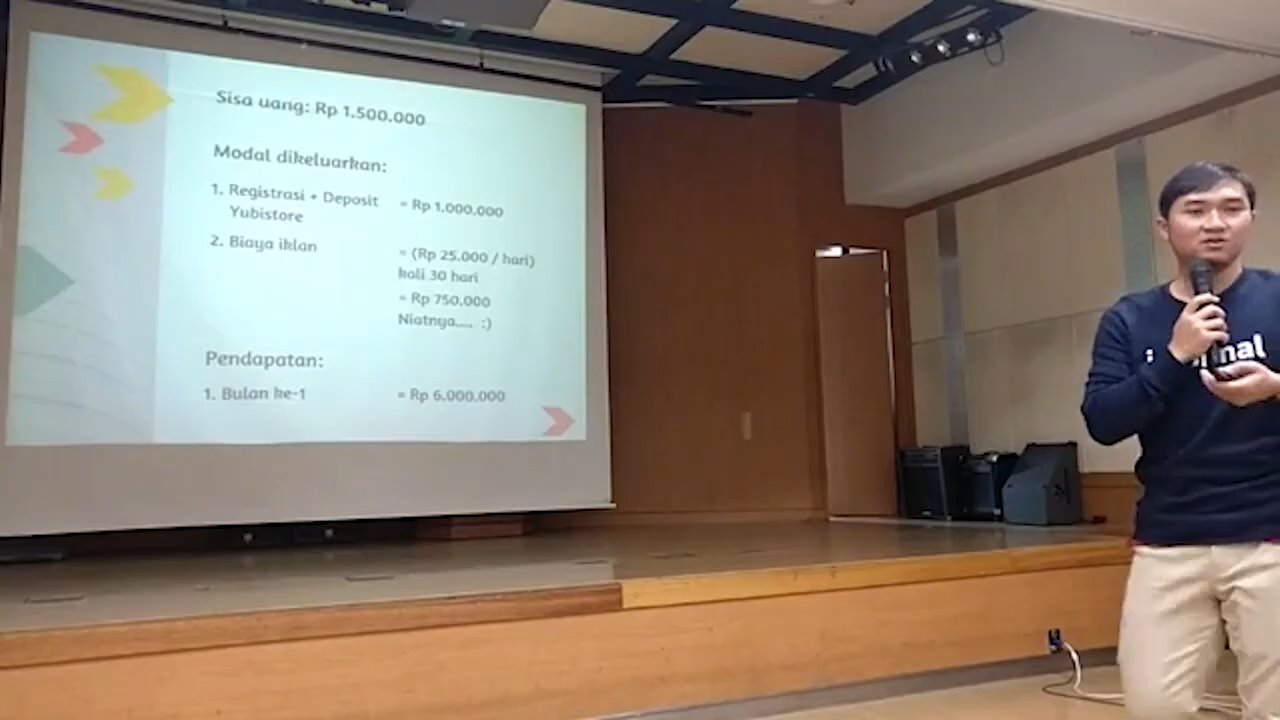 Sisa uang: Rp 1.500.000
Modal dikeluarkan:
1. Registrasi + Deposit = Rp 1.000.000
Yubistore
2. Biaya iklan = (Rp 25.000 / hari)
kali 30 hari
= Rp 750.000
Niatnya.... :)
Pendapatan:
1. Bulan ke-1 = Rp 6.000.000